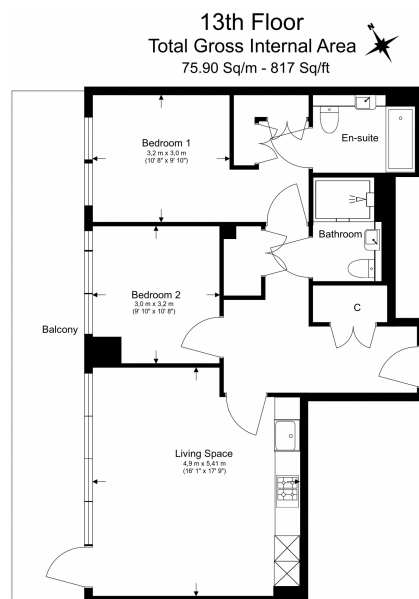 13th Floor
Total Gross Internal Area
75.90 Sq/m - 817 Sq/ft
N
Bedroom 1
3,2 m x 3,0 m
(10' 8" x 9' 10")
En-suite
Bathroom
Bedroom 2
3,0 m x 3,2 m
(9' 10" x 10' 8")
C
Balcony
Living Space
4,9 m x 5,41 m
(16' 1" x 17' 9")